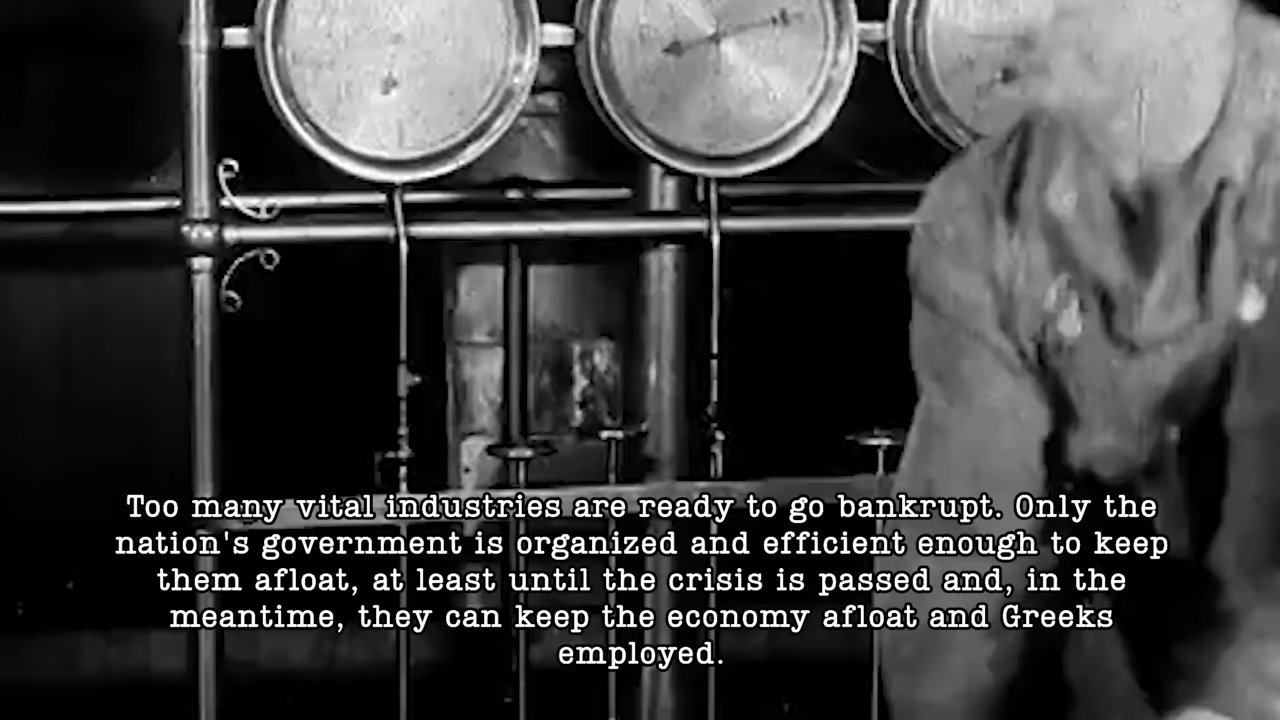 Too many vital industries are ready to go bankrupt. Only the
nation's government is organized and efficient enough to keep
them afloat, at least until the crisis is passed and, in the
meantime, they can keep the economy afloat and Greeks
employed.